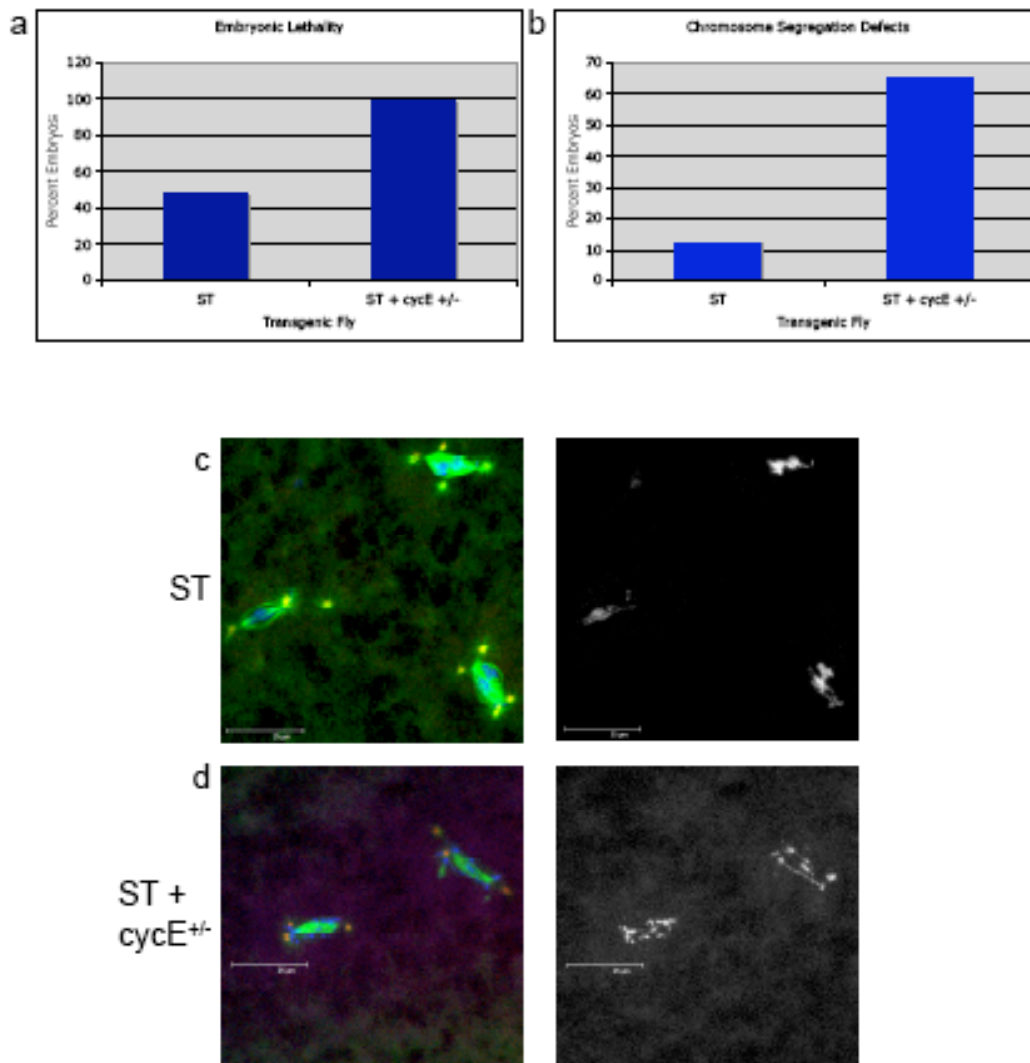 a
Embryonic Lethality
120
100
80
60
40
20
0
Percent Embryos
ST
ST + cycE +/-
Transgenic Fly
b
Chromosome Segregation Defects
70
60
50
40
30
20
10
0
Percent Embryos
ST
ST + cycE +/-
Transgenic Fly
c
ST
d
ST +
cycE+/-